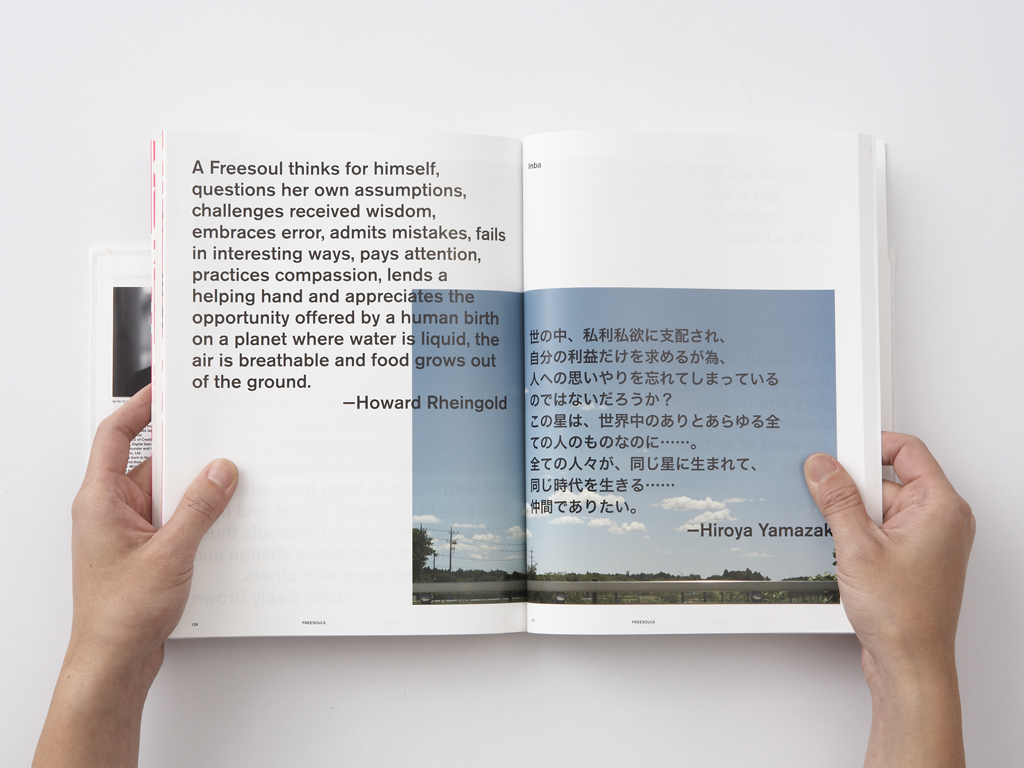 A Freesoul thinks for himself,
questions her own assumptions,
challenges received wisdom,
embraces error, admits mistakes, fails
in interesting ways, pays attention,
practices compassion, lends a
helping hand and appreciates the
opportunity offered by a human birth
on a planet where water is liquid, the
air is breathable and food grows out
of the ground.
—Howard Rheingold
FREESOULS
Inba
世の中、私利私欲に支配され、
自分の利益だけを求めるが為、
人への思いやりを忘れてしまっている
のではないだろうか？
この星は、世界中のありとあらゆる全
ての人のものなのに……。
全ての人々が、同じ星に生まれて、
同じ時代を生きる……
仲間でありたい。
—Hiroya Yamazak
FREESOULS